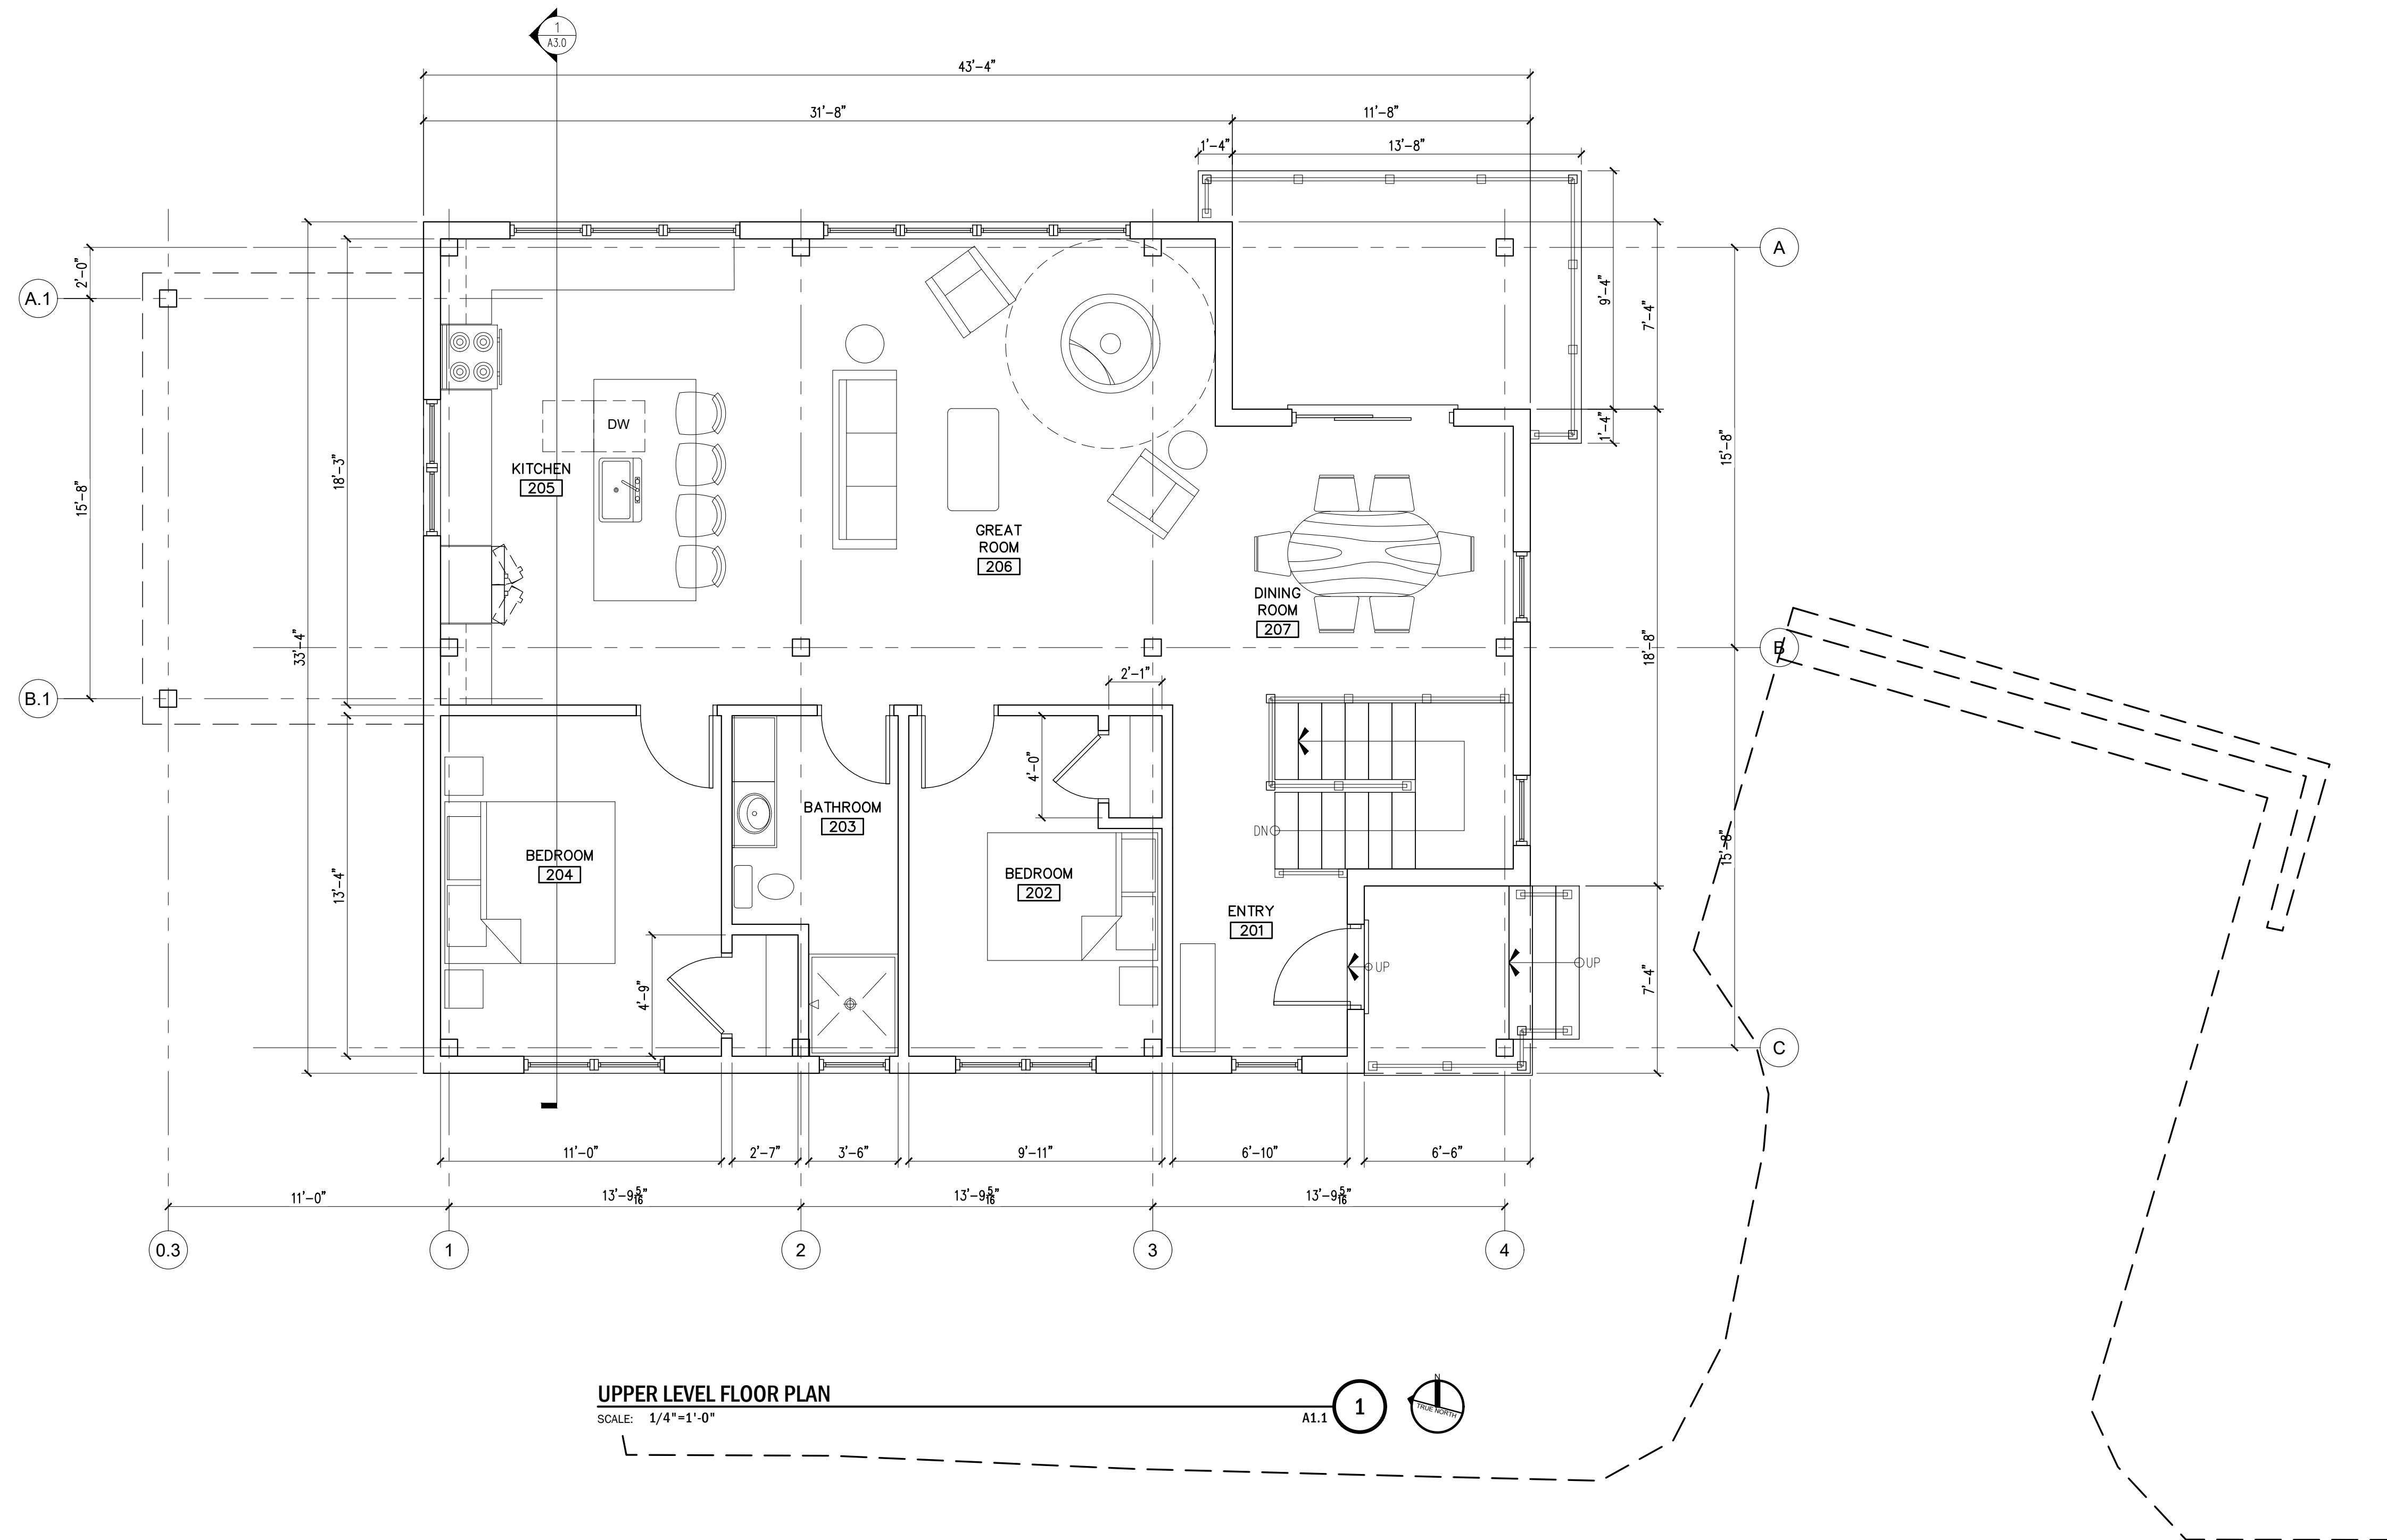 1
A3.0
43'-4"
31'-8"
11'-8"
1'-4"
13'-8"
A
2'-0"
A.1
9'-4"
7'-4"
1'-4"
DW
KITCHEN
205
18'-3"
15'-8"
15'-8"
GREAT
ROOM
206
DINING
ROOM
207
33'-4"
18'-8"
B
B.1
2'-1"
4'-0"
BATHROOM
203
DN
15'-8"
BEDROOM
204
BEDROOM
202
13'-4"
ENTRY
201
UP
UP
4'-9"
7'-4"
C
11'-0"
2'-7"
3'-6"
9'-11"
6'-10"
6'-6"
11'-0"
13'-9 5/16"
13'-9 5/16"
13'-9 5/16"
0.3
1
2
3
4
UPPER LEVEL FLOOR PLAN
SCALE: 1/4"=1'-0"
A1.1
1
N
TRUE NORTH